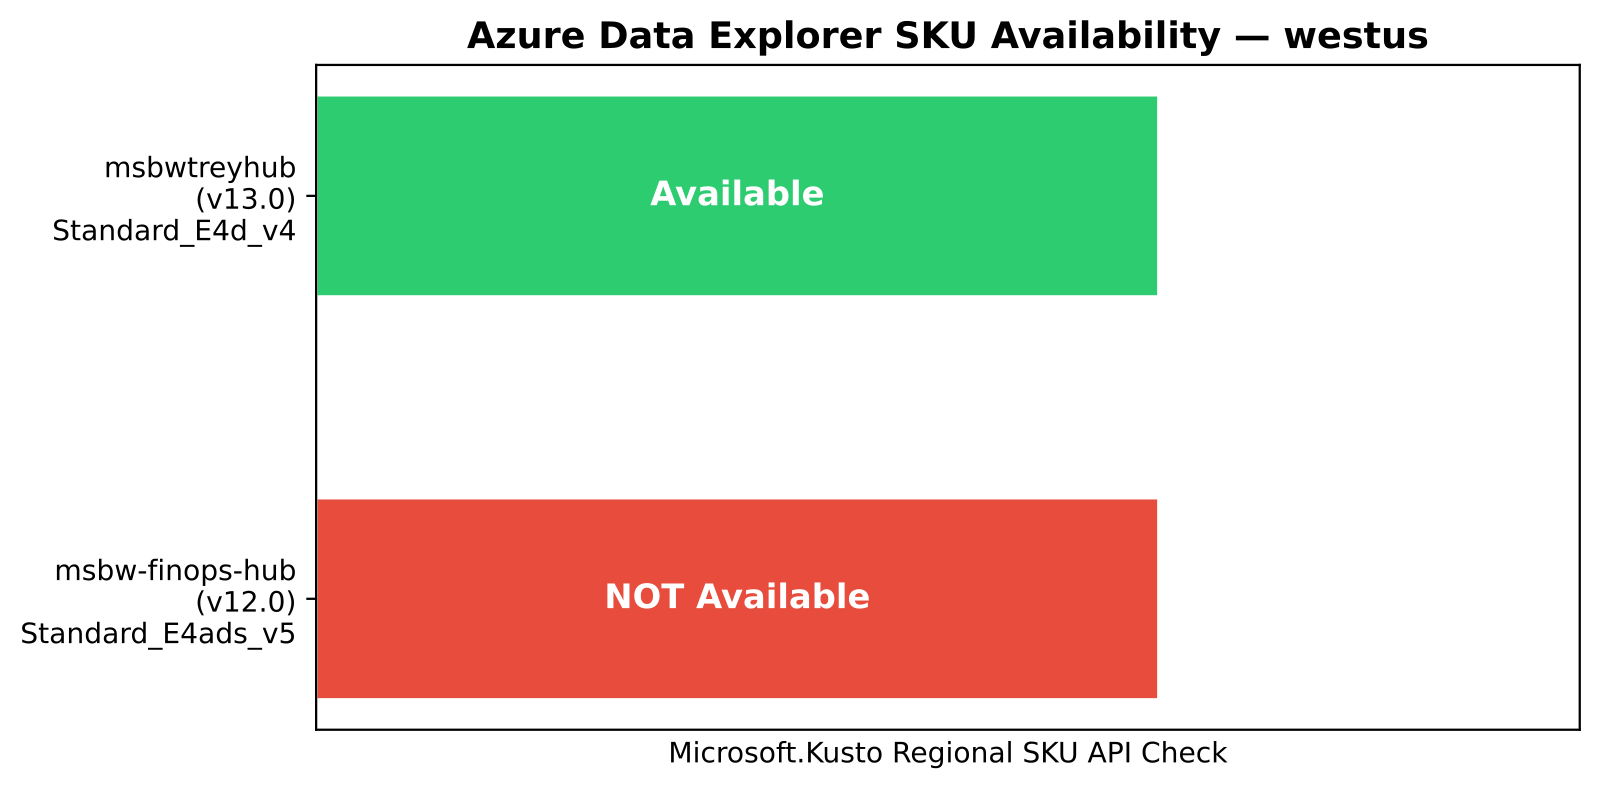 Azure Data Explorer SKU Availability — westus
msbwtreyhub
(v13.0)
Standard_E4d_v4
Available
msbw-finops-hub
(v12.0)
Standard_E4ads_v5
NOT Available
Microsoft.Kusto Regional SKU API Check